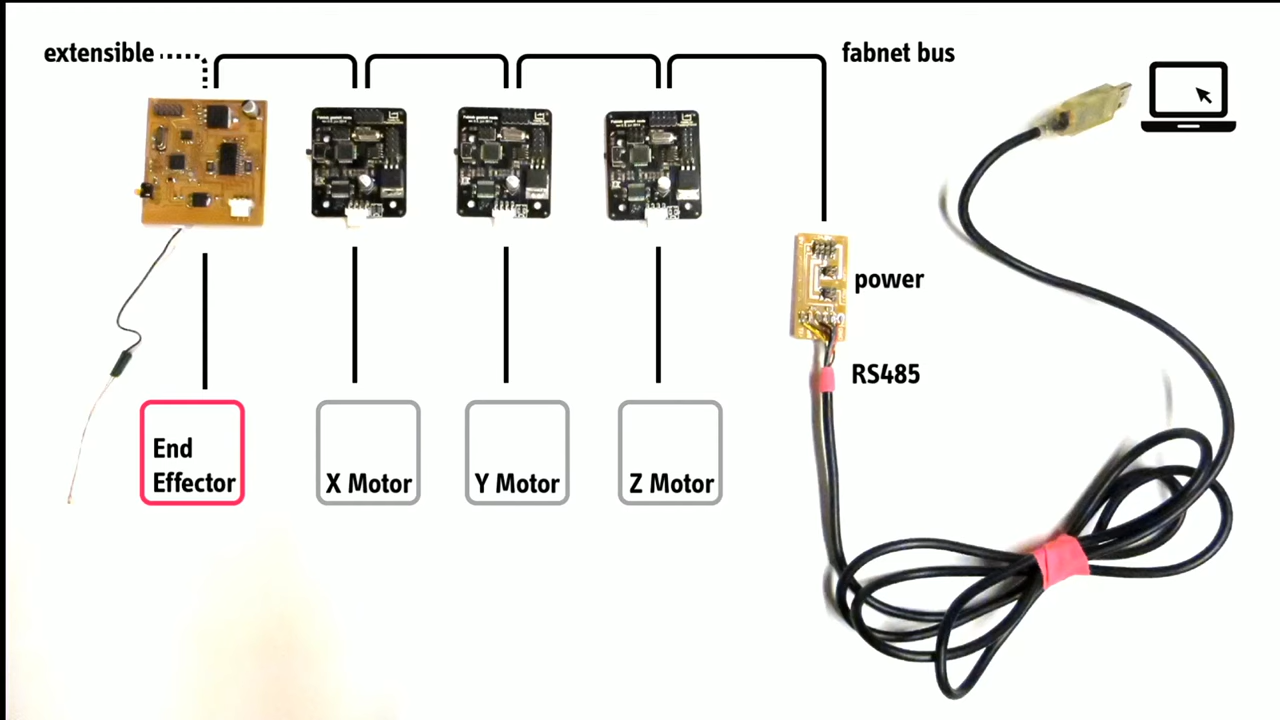 extensible
fabnet bus
power
RS485
End
Effector
X Motor
Y Motor
Z Motor